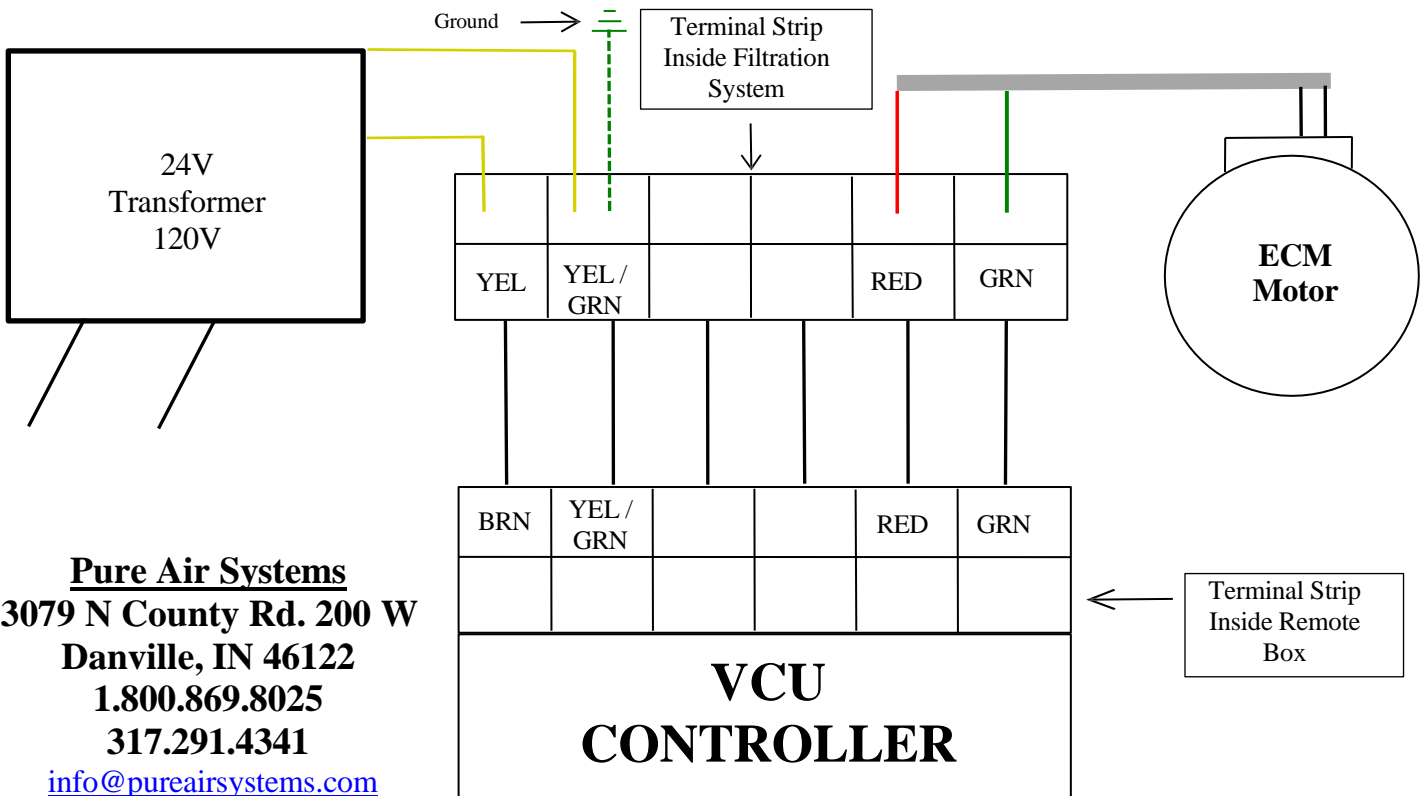 Ground
Terminal Strip
Inside Filtration
System
24V
Transformer
120V
YEL
YEL /
GRN
RED
GRN
ECM
Motor
BRN
YEL /
GRN
RED
GRN
Pure Air Systems
3079 N County Rd. 200 W
Danville, IN 46122
1.800.869.8025
317.291.4341
info@pureairsystems.com
Terminal Strip
Inside Remote
Box
VCU
CONTROLLER